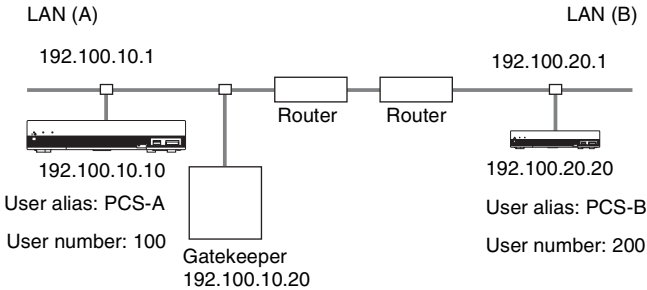 LAN (A)
LAN (B)
192.100.10.1
192.100.20.1
Router
Router
192.100.10.10
User alias: PCS-A
User number: 100
Gatekeeper
192.100.10.20
192.100.20.20
User alias: PCS-B
User number: 200